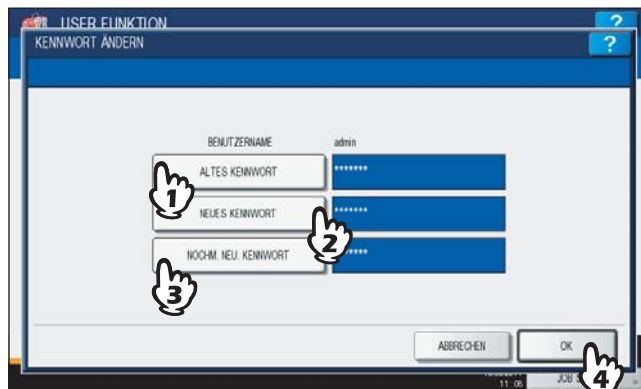 USER FUNKTION ?
KENNWORT ÄNDERN ?
BENUTZERNAME admin
ALTES KENNWORT *******
1
NEUES KENNWORT *******
2
NOCHM. NEU. KENNWORT
3
ABBRECHEN OK
4
11:06 JOB